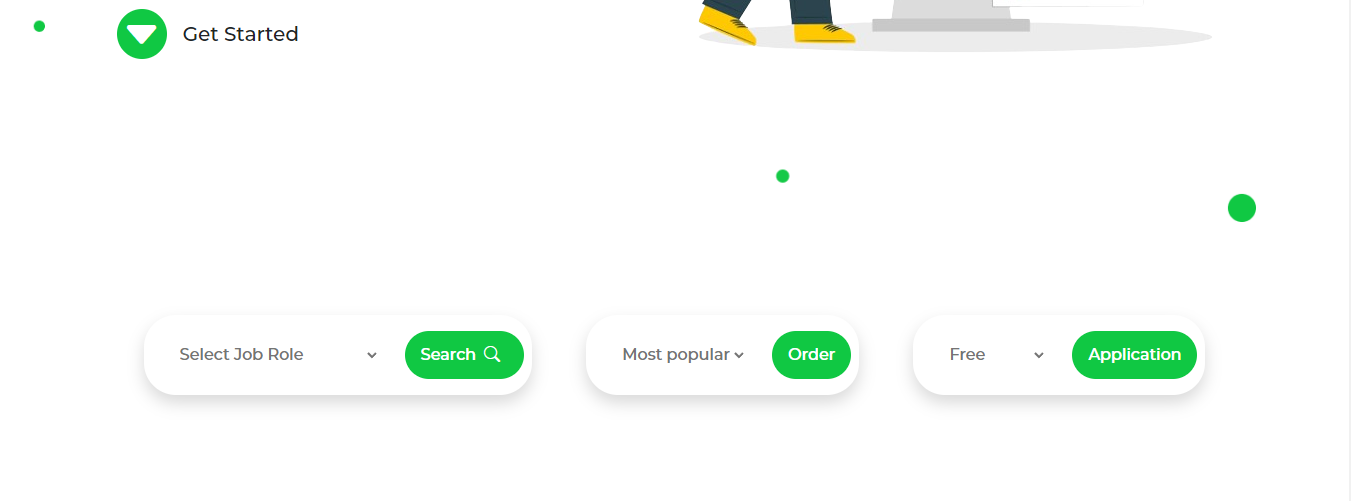 Get Started
Select Job Role
Search
Most popular
Order
Free
Application